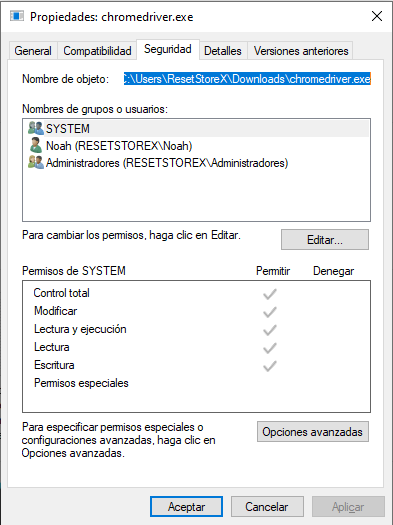 Propiedades: chromedriver.exe
General Compatibilidad Seguridad Detalles Versiones anteriores
Nombre de objeto: C:\Users\ResetStoreX\Downloads\chromedriver.exe
Nombres de grupos o usuarios:
SYSTEM
Noah (RESETSTOREX\Noah)
Administradores (RESETSTOREX\Administradores)
Para cambiar los permisos, haga clic en Editar.
Editar...
Permisos de SYSTEM Permitir Denegar
Control total
Modificar
Lectura y ejecución
Lectura
Escritura
Permisos especiales
Para especificar permisos especiales o
configuraciones avanzadas, haga clic en
Opciones avanzadas.
Opciones avanzadas
Aceptar Cancelar Aplicar